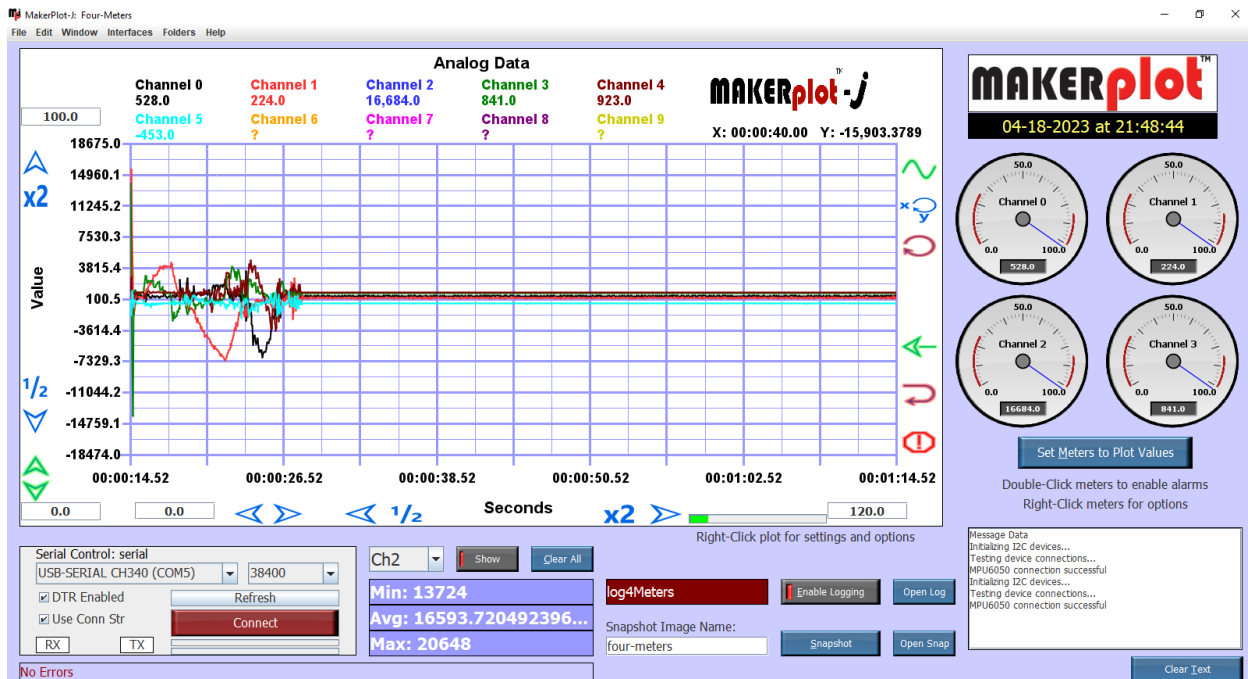 MakerPlot-J: Four-Meters
File Edit Window Interfaces Folders Help
Analog Data
Channel 0 Channel 1 Channel 2 Channel 3 Channel 4
528.0 224.0 16,684.0 841.0 923.0
Channel 5 Channel 6 Channel 7 Channel 8 Channel 9
-453.0 ? ? ? ?
MAKERplot-j
TM
X: 00:00:40.00 Y: -15,903.3789
100.0
18675.0
14960.1
11245.2
7530.3
3815.4
100.5
-3614.4
-7329.3
-11044.2
-14759.1
-18474.0
Value
x2
1/2
x
y
00:00:14.52 00:00:26.52 00:00:38.52 00:00:50.52 00:01:02.52 00:01:14.52
0.0 0.0 1/2 Seconds x2 120.0
Right-Click plot for settings and options
MAKERplot™
04-18-2023 at 21:48:44
50.0
Channel 0
0.0 100.0
528.0
50.0
Channel 1
0.0 100.0
224.0
50.0
Channel 2
0.0 100.0
16684.0
50.0
Channel 3
0.0 100.0
841.0
Set Meters to Plot Values
Double-Click meters to enable alarms
Right-Click meters for options
Serial Control: serial
USB-SERIAL CH340 (COM5) 38400
DTR Enabled Refresh
Use Conn Str Connect
RX TX
No Errors
Ch2 Show Clear All
Min: 13724
Avg: 16593.720492396...
Max: 20648
log4Meters Enable Logging Open Log
Snapshot Image Name:
four-meters Snapshot Open Snap
Message Data
Initializing I2C devices...
Testing device connections...
MPU6050 connection successful
Initializing I2C devices...
Testing device connections...
MPU6050 connection successful
Clear Text